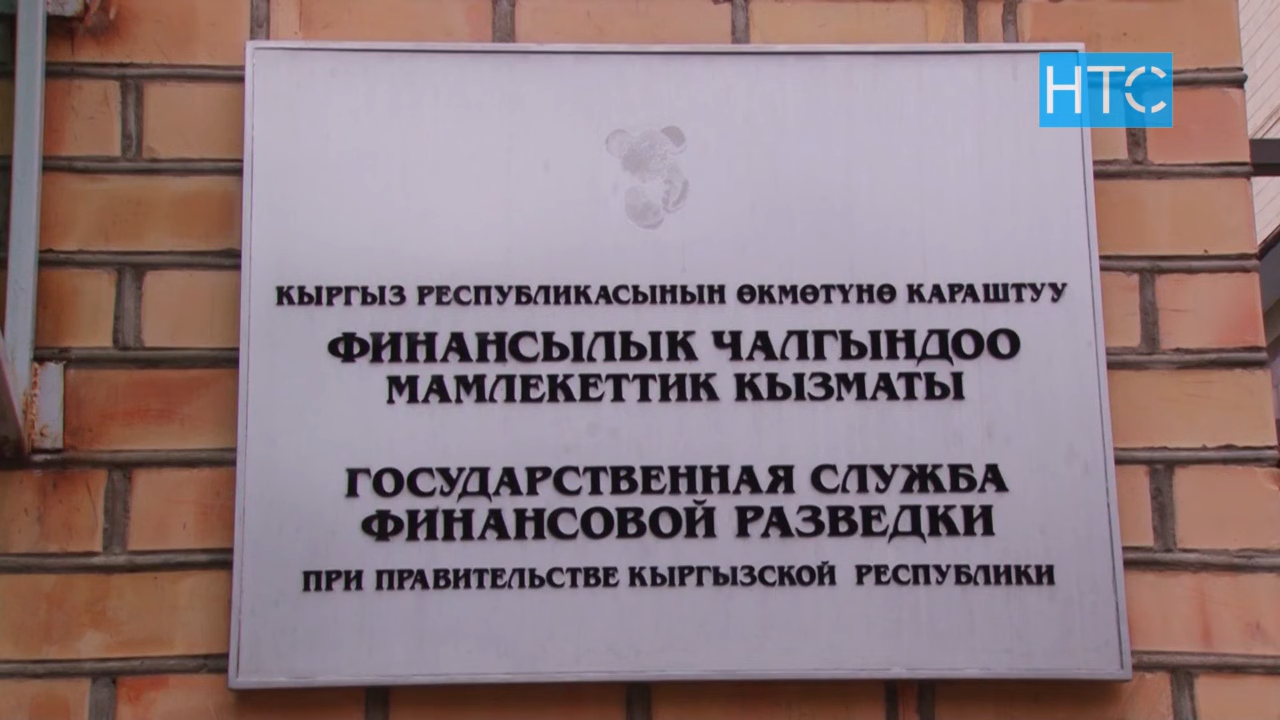 НТС
КЫРГЫЗ РЕСПУБЛИКАСЫНЫН ӨКМӨТҮНӨ КАРАШТУУ
ФИНАНСЫЛЫК ЧАЛГЫНДОО
МАМЛЕКЕТТИК КЫЗМАТЫ
ГОСУДАРСТВЕННАЯ СЛУЖБА
ФИНАНСОВОЙ РАЗВЕДКИ
ПРИ ПРАВИТЕЛЬСТВЕ КЫРГЫЗСКОЙ РЕСПУБЛИКИ